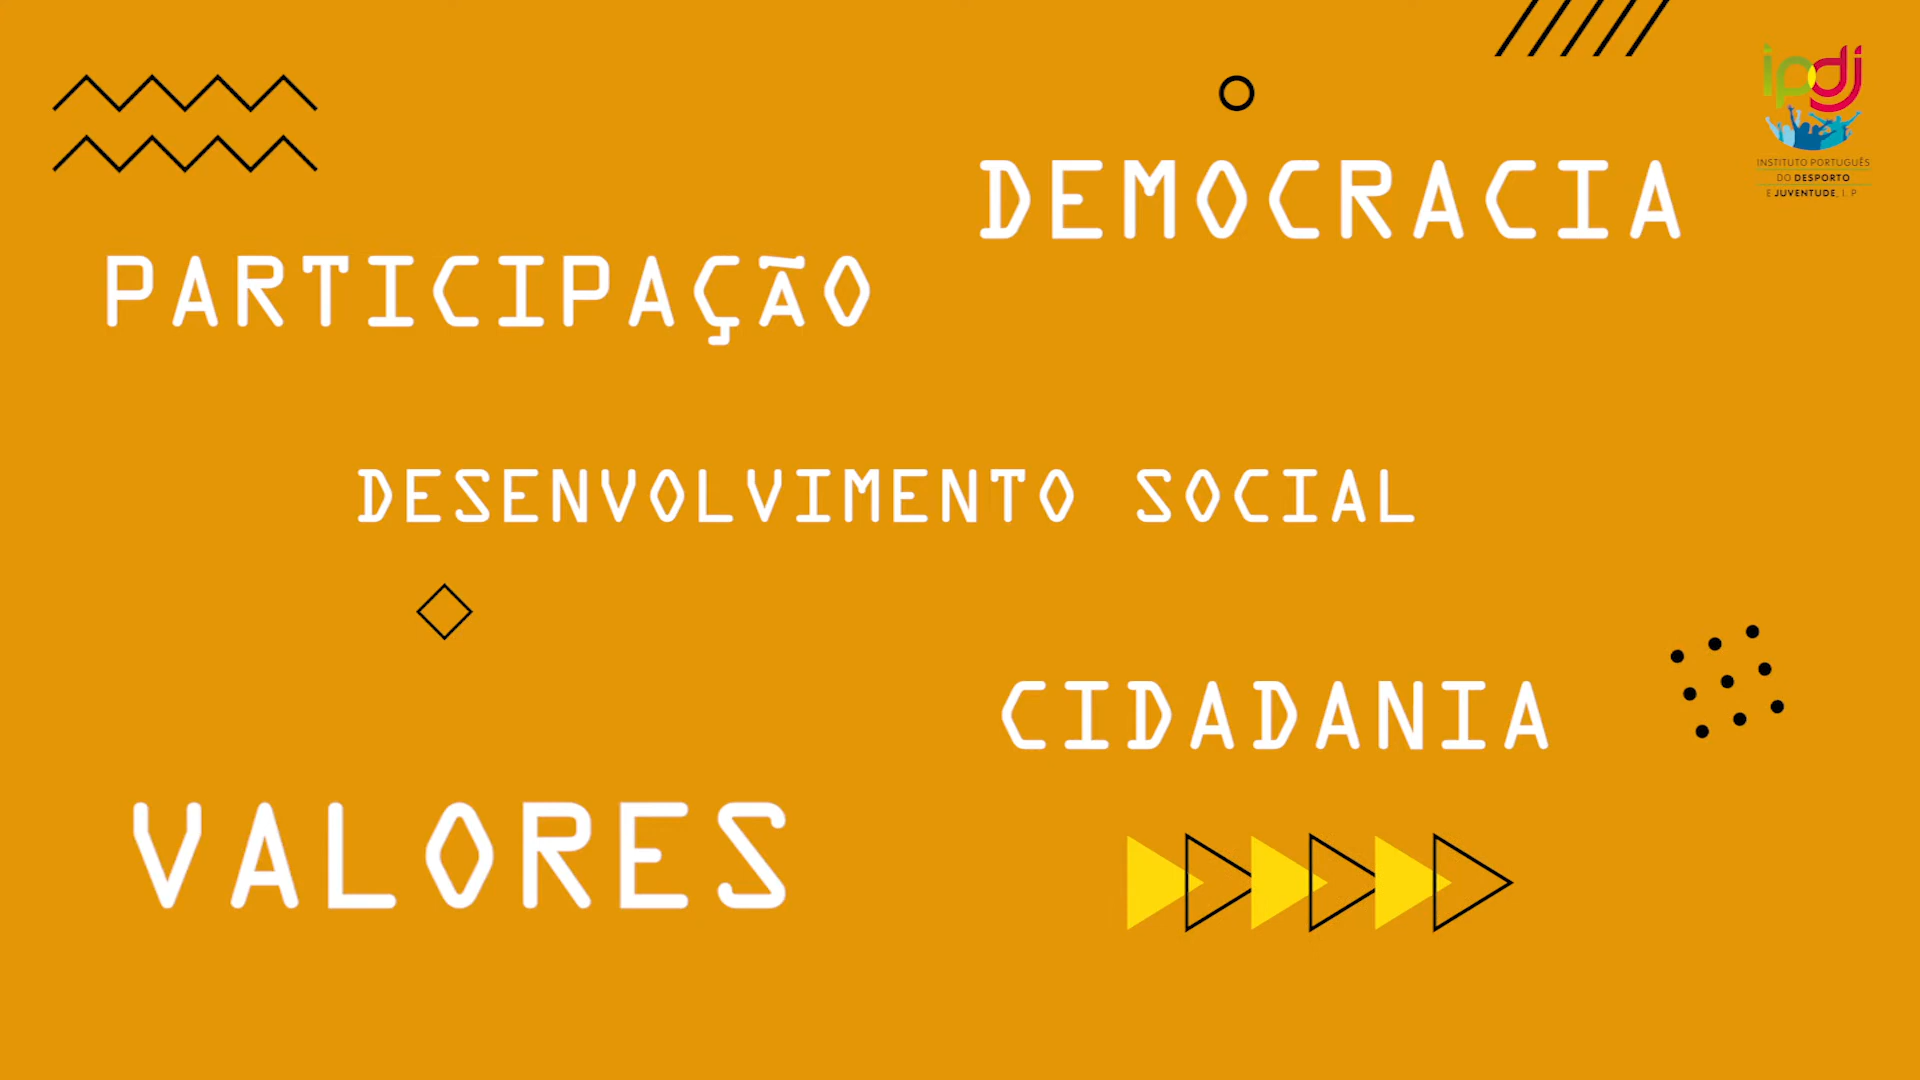 ipdj
INSTITUTO PORTUGUÊS
DO DESPORTO
E JUVENTUDE, I. P
DEMOCRACIA
PARTICIPAÇÃO
DESENVOLVIMENTO SOCIAL
CIDADANIA
VALORES